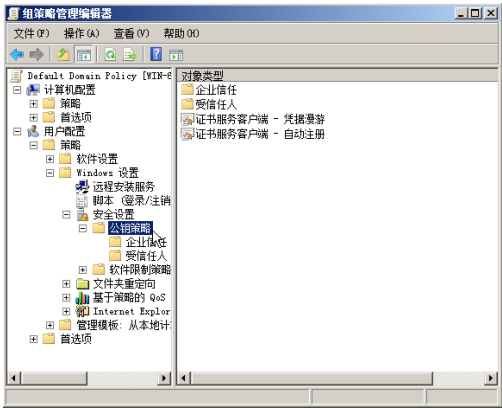 组策略管理编辑器
文件(F) 操作(A) 查看(V) 帮助(H)
Default Domain Policy [WIN-
计算机配置
策略
首选项
用户配置
策略
软件设置
Windows 设置
远程安装服务
脚本 (登录/注销
安全设置
公钥策略
企业信任
受信任人
软件限制策略
文件夹重定向
基于策略的 QoS
Internet Explor
管理模板: 从本地计
首选项
对象类型
企业信任
受信任人
证书服务客户端 - 凭据漫游
证书服务客户端 - 自动注册